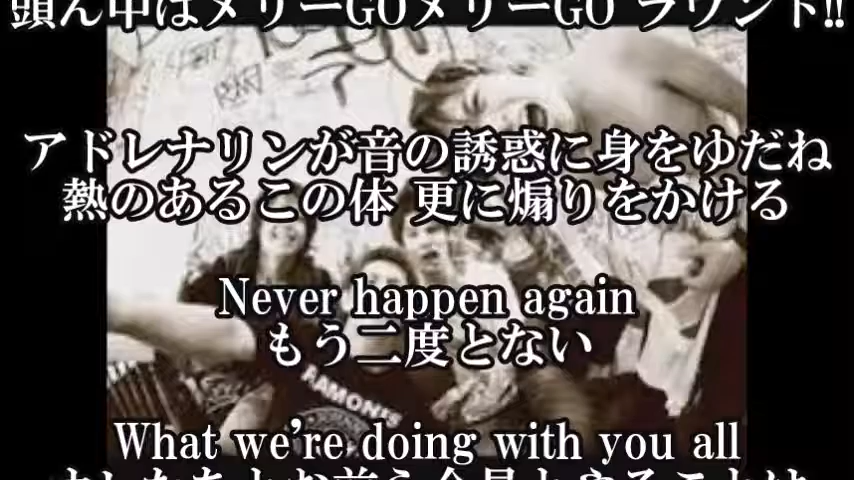 頭ん中はメリーGOメリーGO ラウンド!!
アドレナリンが音の誘惑に身をゆだね
熱のあるこの体 更に煽りをかける
Never happen again
もう二度とない
What we're doing with you all
RAMONES